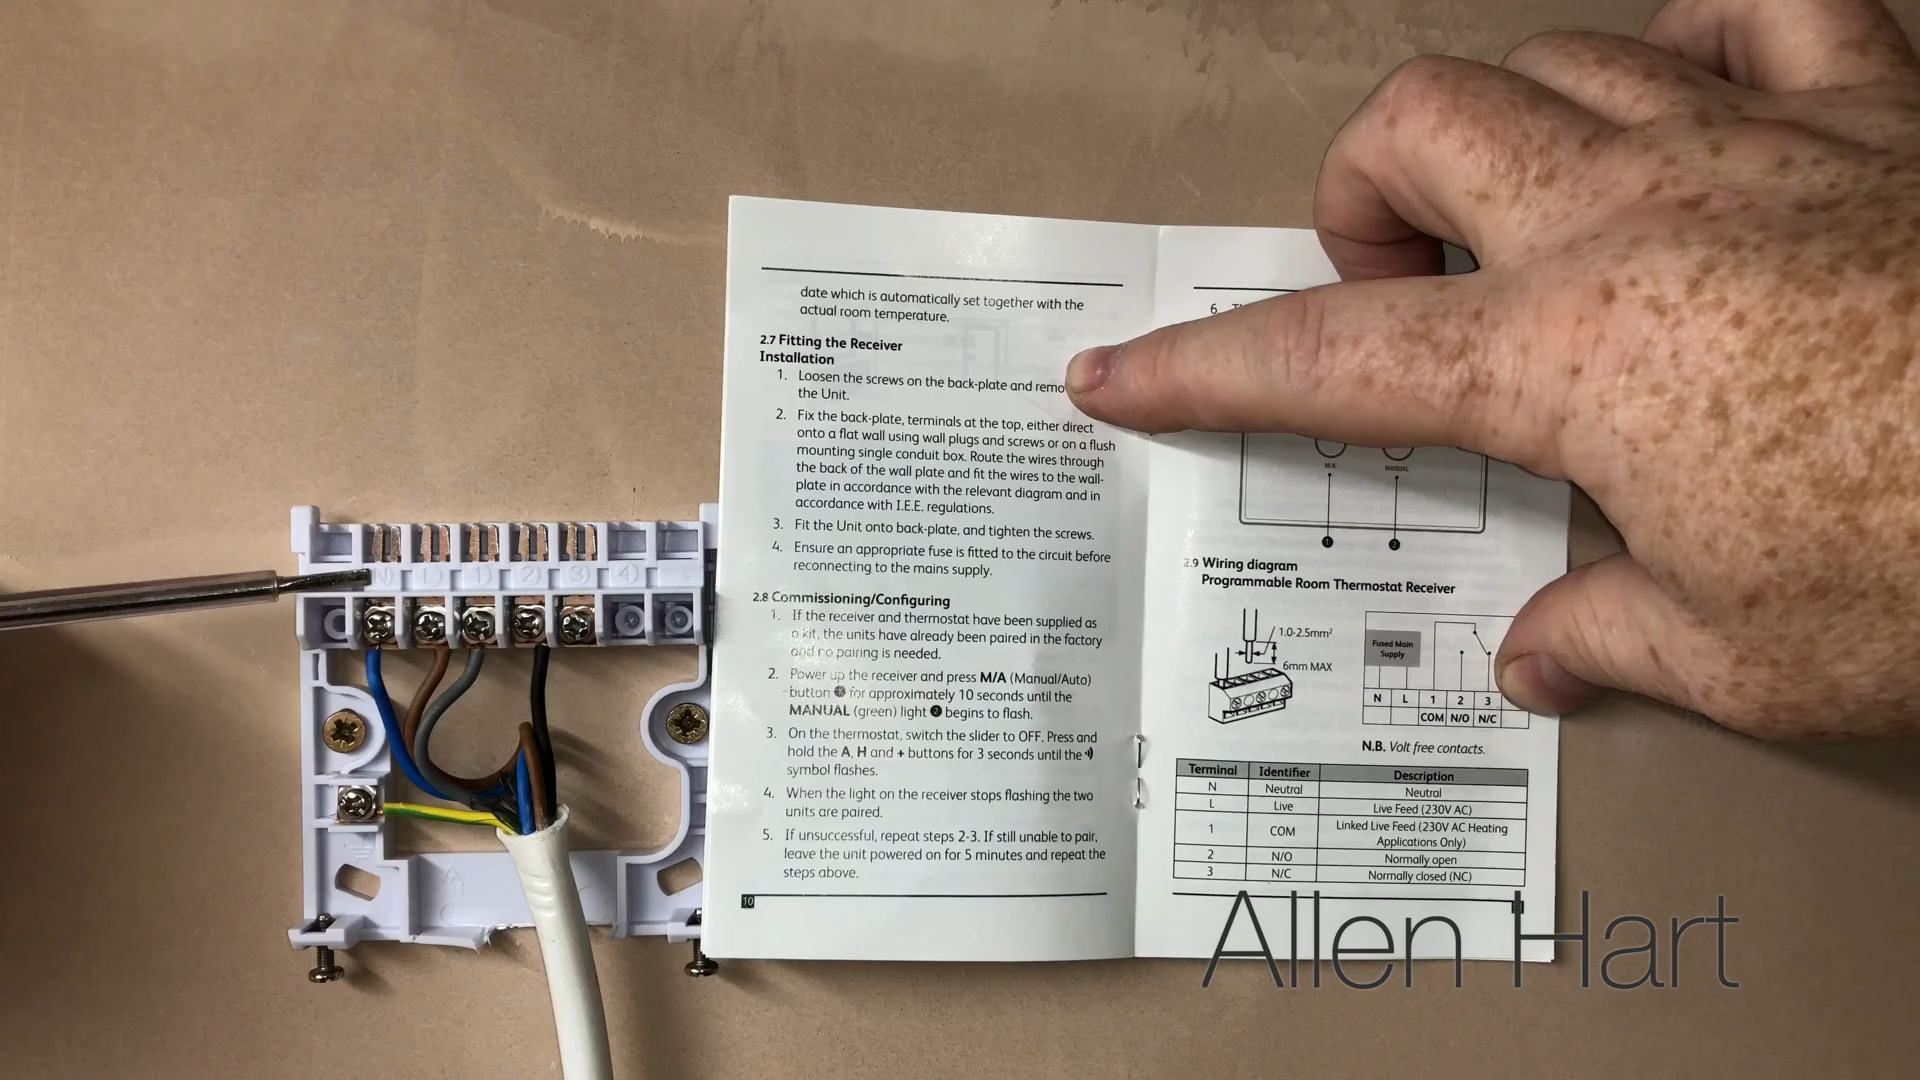 date which is automatically set together with the
actual room temperature.
2.7 Fitting the Receiver
Installation
1. Loosen the screws on the back-plate and
the Unit.
2. Fix the back-plate, terminals at the top, either direct
onto a flat wall using wall plugs and screws or on a flush
mounting single conduit box. Route the wires through
the back of the wall plate and fit the wires to the wall-
plate in accordance with the relevant diagram and in
accordance with I.E.E. regulations.
3. Fit the Unit onto back-plate, and tighten the screws.
4. Ensure an appropriate fuse is fitted to the circuit before
reconnecting to the mains supply.
2.8 Commissioning/Configuring
1. If the receiver and thermostat have been supplied as
a kit, the units have already been paired in the factory
and no pairing is needed.
2. Power up the receiver and press M/A (Manual/Auto)
button 1 for approximately 10 seconds until the
MANUAL (green) light 2 begins to flash.
3. On the thermostat, switch the slider to OFF. Press and
hold the A, H and + buttons for 3 seconds until the
symbol flashes.
4. When the light on the receiver stops flashing the two
units are paired.
5. If unsuccessful, repeat steps 2-3. If still unable to pair,
leave the unit powered on for 5 minutes and repeat the
steps above.
10
6.
M/A MANUAL
1 2
2.9 Wiring diagram
Programmable Room Thermostat Receiver
1.0-2.5mm²
6mm MAX
Fused Main
Supply
N L 1 2 3
COM N/O N/C
N.B. Volt free contacts.
Terminal Identifier Description
N Neutral Neutral
L Live Live Feed (230V AC)
1 COM Linked Live Feed (230V AC Heating
Applications Only)
2 N/O Normally open
3 N/C Normally closed (NC)
N L 1 2 3 4
Allen Hart